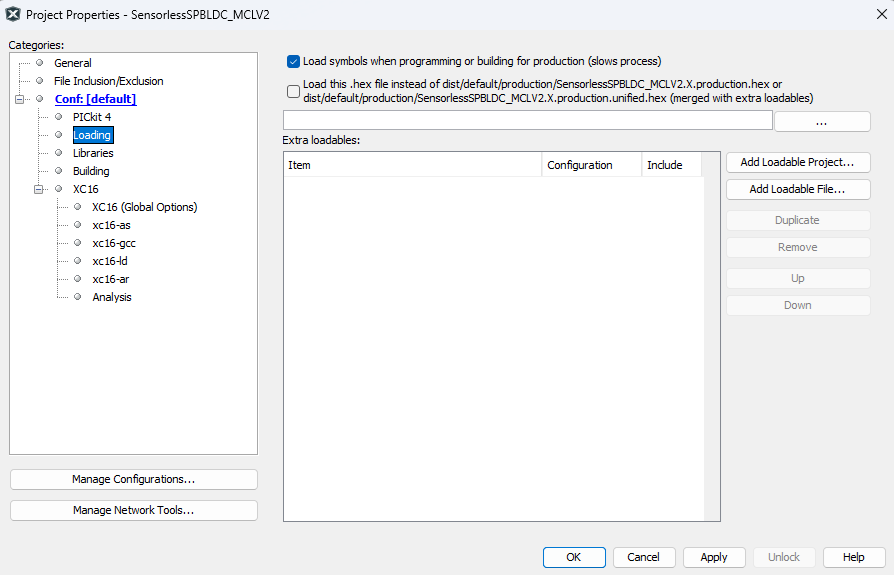 Project Properties - SensorlessSPBLDC_MCLV2
Categories:
General
File Inclusion/Exclusion
Conf: [default]
PICkit 4
Loading
Libraries
Building
XC16
XC16 (Global Options)
xc16-as
xc16-gcc
xc16-ld
xc16-ar
Analysis
Manage Configurations...
Manage Network Tools...
Load symbols when programming or building for production (slows process)
Load this .hex file instead of dist/default/production/SensorlessSPBLDC_MCLV2.X.production.hex or
dist/default/production/SensorlessSPBLDC_MCLV2.X.production.unified.hex (merged with extra loadables)
...
Extra loadables:
Item Configuration Include
Add Loadable Project...
Add Loadable File...
Duplicate
Remove
Up
Down
OK Cancel Apply Unlock Help